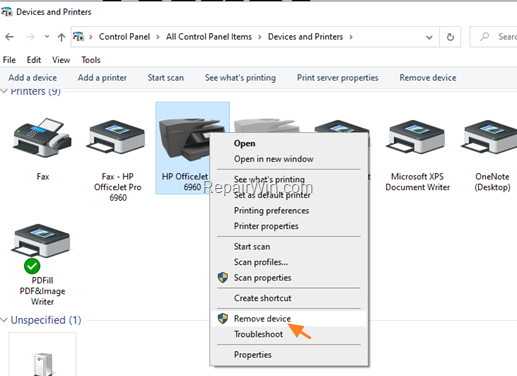 Devices and Printers
Control Panel > All Control Panel Items > Devices and Printers >
Sear
File Edit View Tools
Add a device Add a printer Start scan See what's printing Print server properties Remove device
Printers (9)
Fax
Fax - HP
OfficeJet Pro
6960
HP OfficeJet
6960
Microsoft XPS
Document Writer
OneNote
(Desktop)
Open
Open in new window
See what's printing
Set as default printer
Printing preferences
Printer properties
Start scan
Scan profiles...
Scan properties
Create shortcut
Remove device
Troubleshoot
Properties
RepairWin.com
PDFill
PDF&Image
Writer
Unspecified (1)